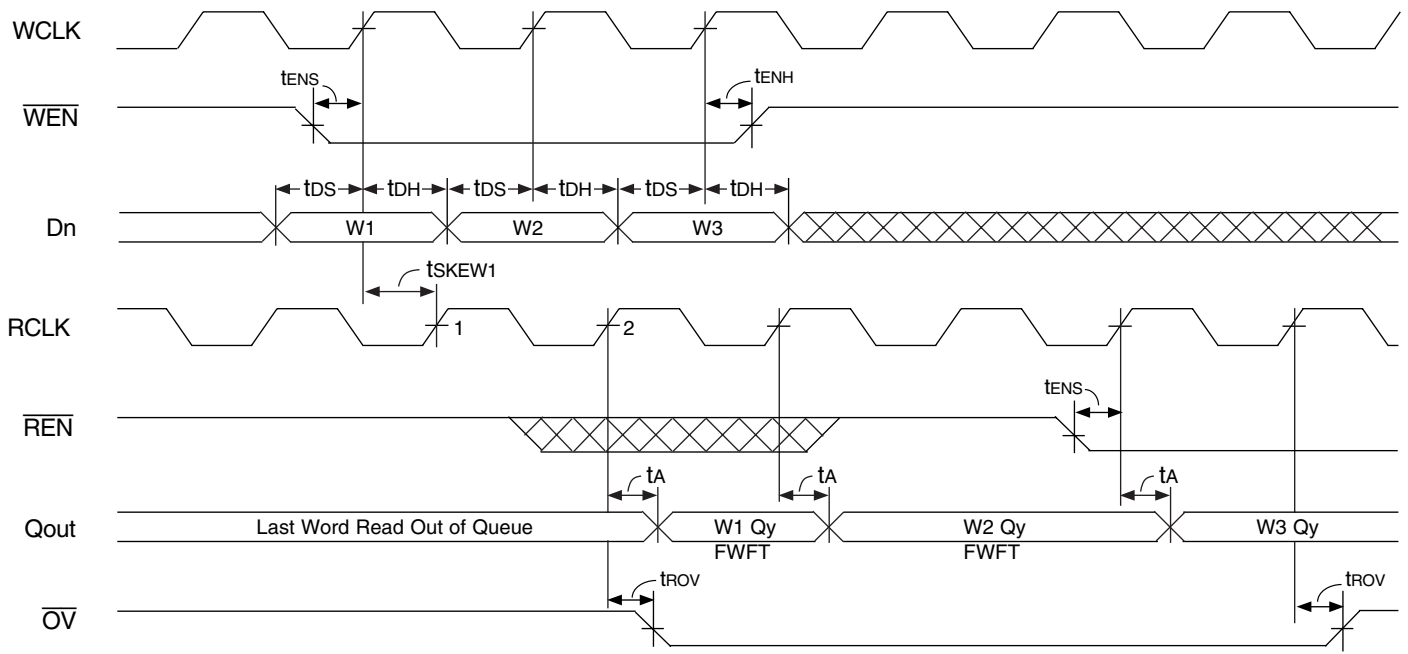 WCLK
tENS
tENH
WEN
tDS tDH tDS tDH tDS tDH
Dn W1 W2 W3
tSKEW1
RCLK 1 2
tENS
REN
tA tA tA
Qout Last Word Read Out of Queue W1 Qy W2 Qy W3 Qy
FWFT FWFT
tROV tROV
OV